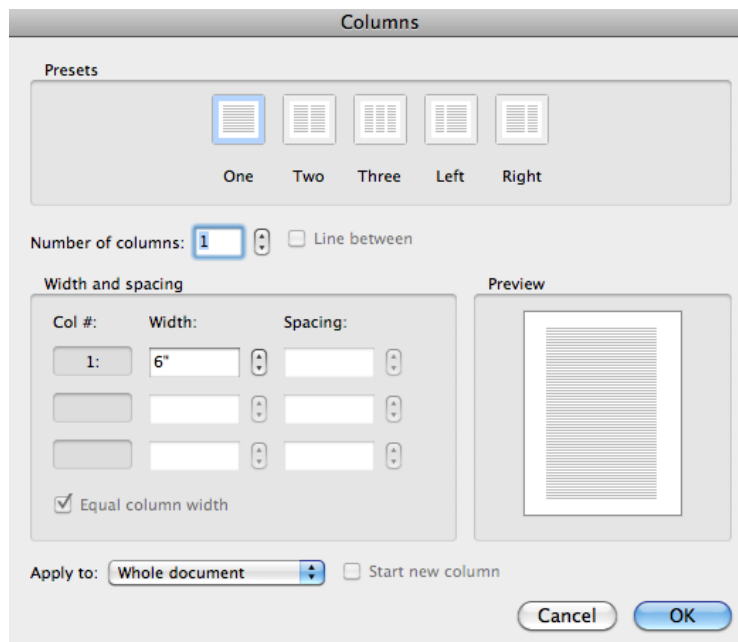 Columns
Presets
One Two Three Left Right
Number of columns: 1 Line between
Width and spacing
Preview
Col #: Width: Spacing:
1: 6"
Equal column width
Apply to: Whole document Start new column
Cancel OK